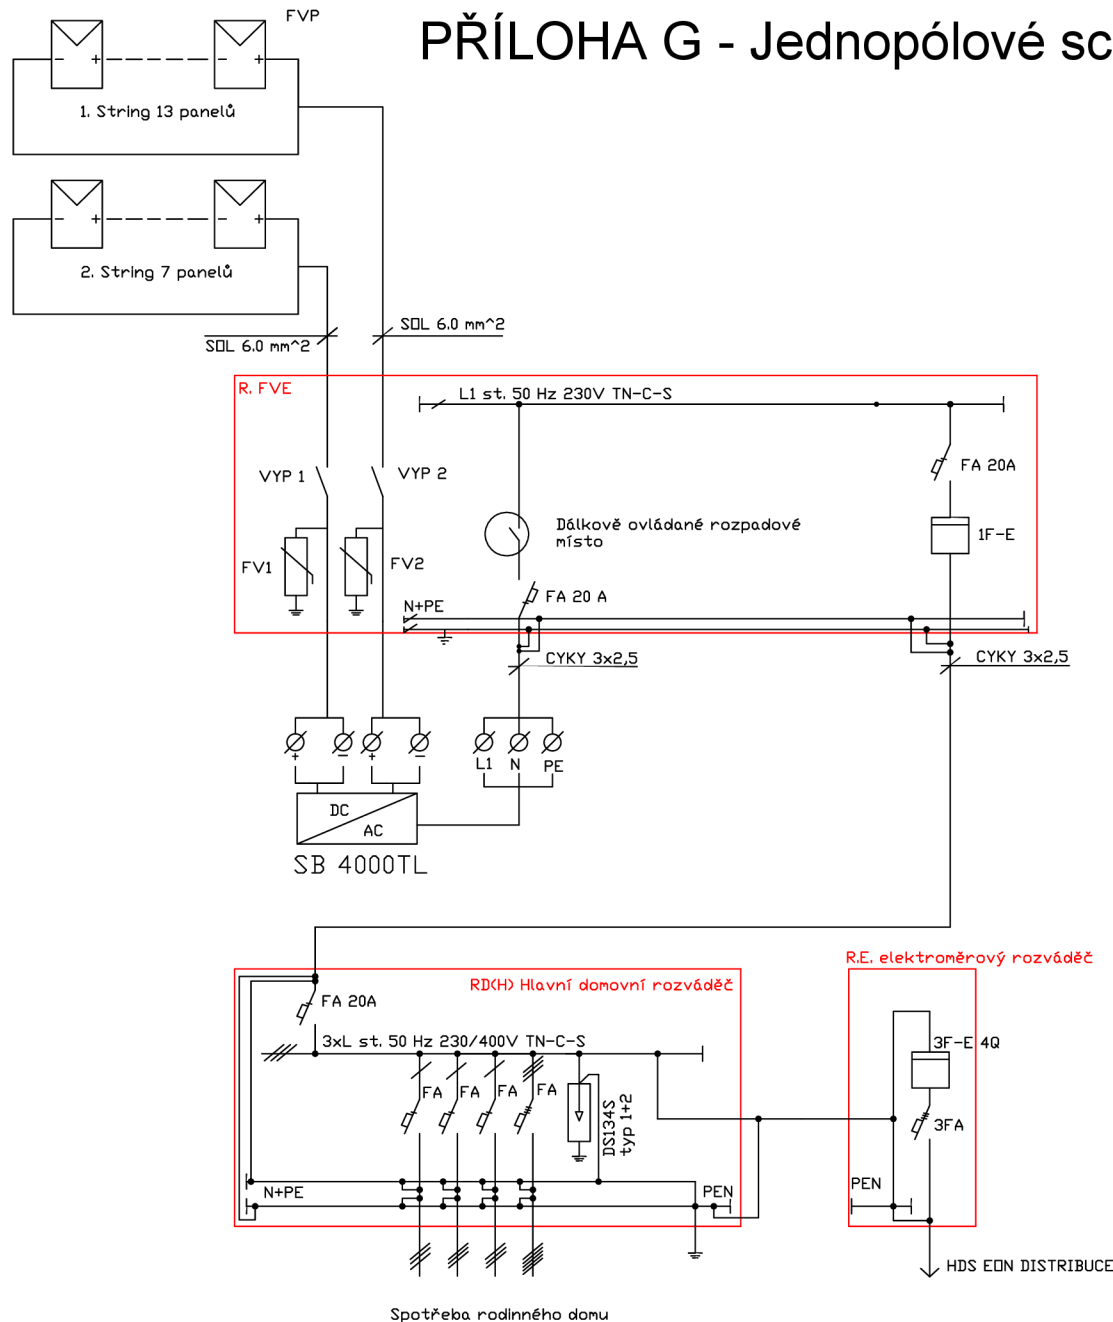 FVP
PŘÍLOHA G - Jednopólové sc
- + - +
1. String 13 panelů
- + - +
2. String 7 panelů
SOL 6.0 mm^2
SOL 6.0 mm^2
R. FVE
L1 st. 50 Hz 230V TN-C-S
VYP 1
VYP 2
FA 20A
Dálkově ovládané rozpadové
místo
1F-E
FV1
FV2
FA 20 A
N+PE
CYKY 3x2,5
CYKY 3x2,5
+ - + -
L1 N PE
DC
AC
SB 4000TL
R.E. elektroměrový rozváděč
RD(H) Hlavní domovní rozváděč
FA 20A
3xL st. 50 Hz 230/400V TN-C-S
3F-E 4Q
FA FA FA FA
DS134S
typ 1+2
3FA
N+PE
PEN
PEN
HDS EON DISTRIBUCE
Spotřeba rodinného domu